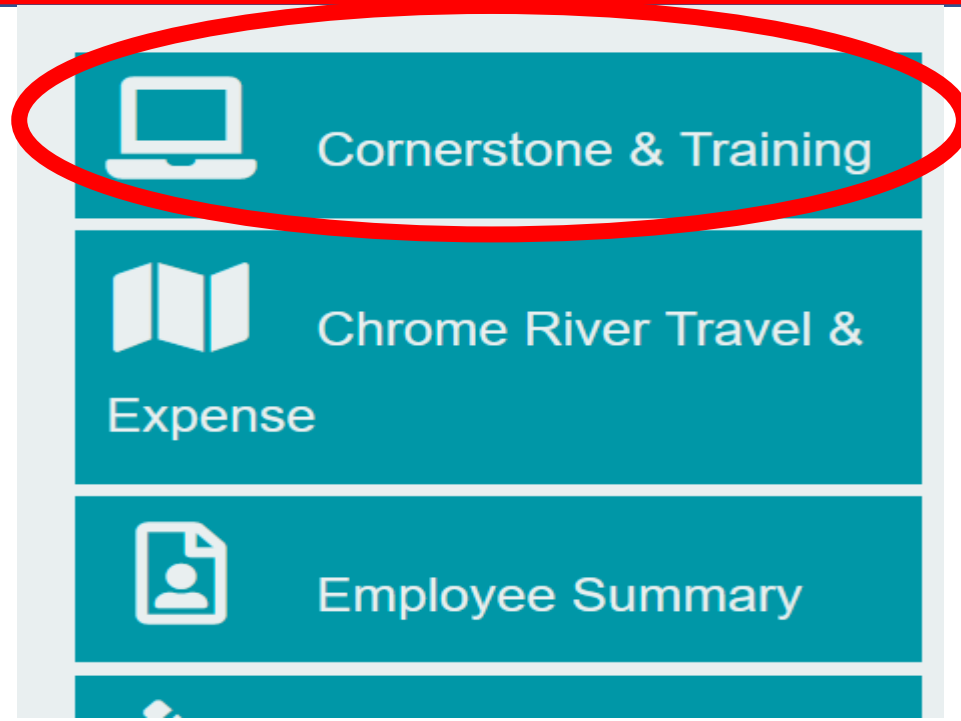 Cornerstone & Training
Chrome River Travel &
Expense
Employee Summary